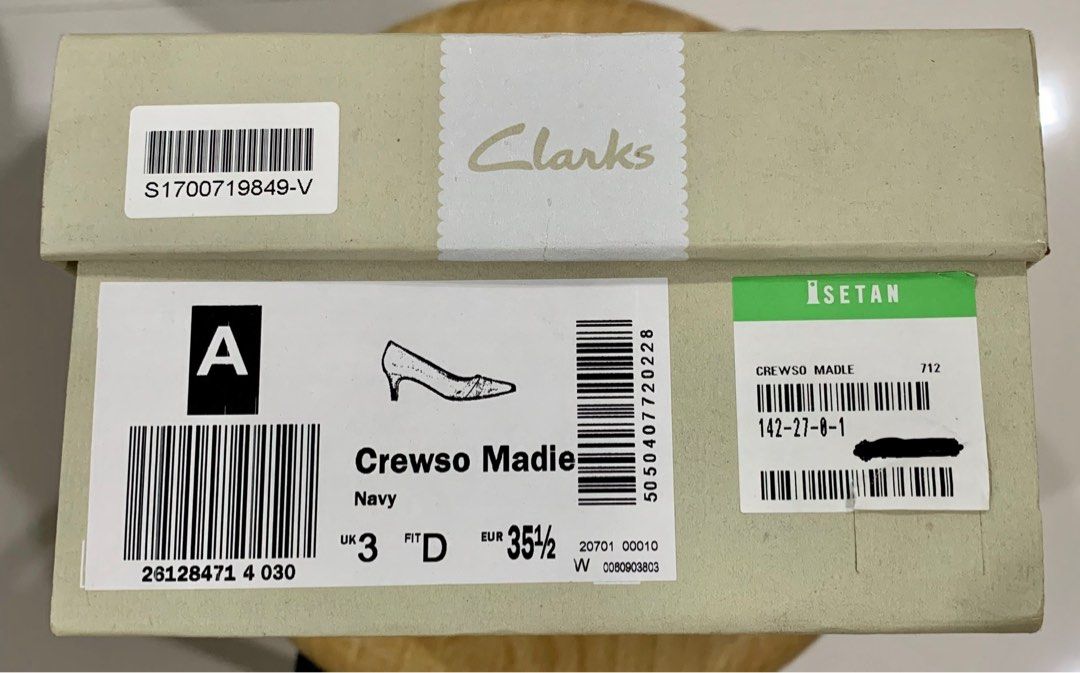 Clarks
S1700719849-V
A
26128471 4 030
Crewso Madie
Navy
UK 3 FIT D EUR 35½
5050407720228
20701 00010
W 0060903803
ISETAN
CREWSO MADLE 712
142-27-0-1